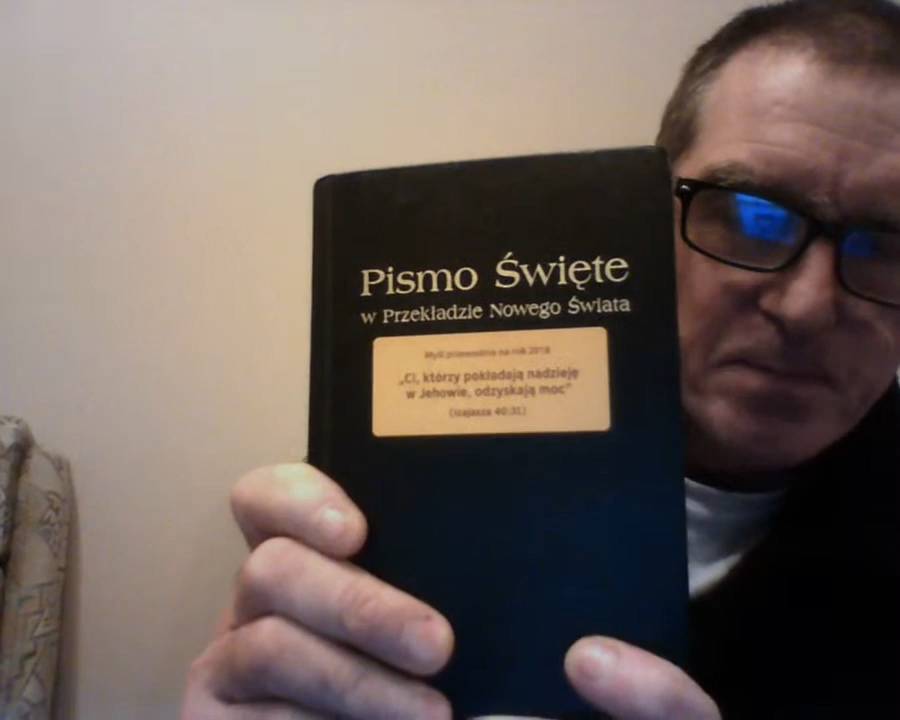 Pismo Święte
w Przekładzie Nowego Świata
Myśl przewodnia na rok 2018
„Ci, którzy pokładają nadzieję
w Jehowie, odzyskają moc”
(Izajasza 40:31)